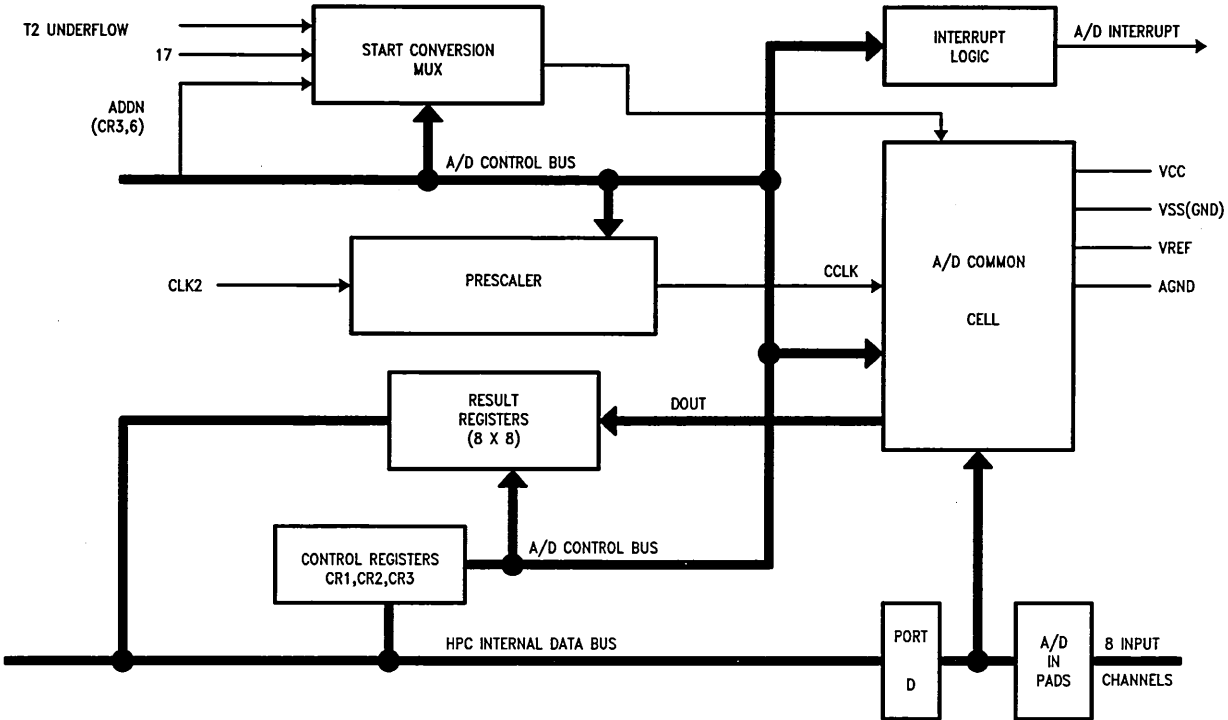 T2 UNDERFLOW
17
ADDN
(CR3,6)
START CONVERSION
MUX
INTERRUPT
LOGIC
A/D INTERRUPT
A/D CONTROL BUS
CLK2
PRESCALER
CCLK
A/D COMMON
CELL
VCC
VSS(GND)
VREF
AGND
RESULT
REGISTERS
(8 X 8)
DOUT
CONTROL REGISTERS
CR1,CR2,CR3
A/D CONTROL BUS
HPC INTERNAL DATA BUS
PORT
D
A/D
IN
PADS
8 INPUT
CHANNELS